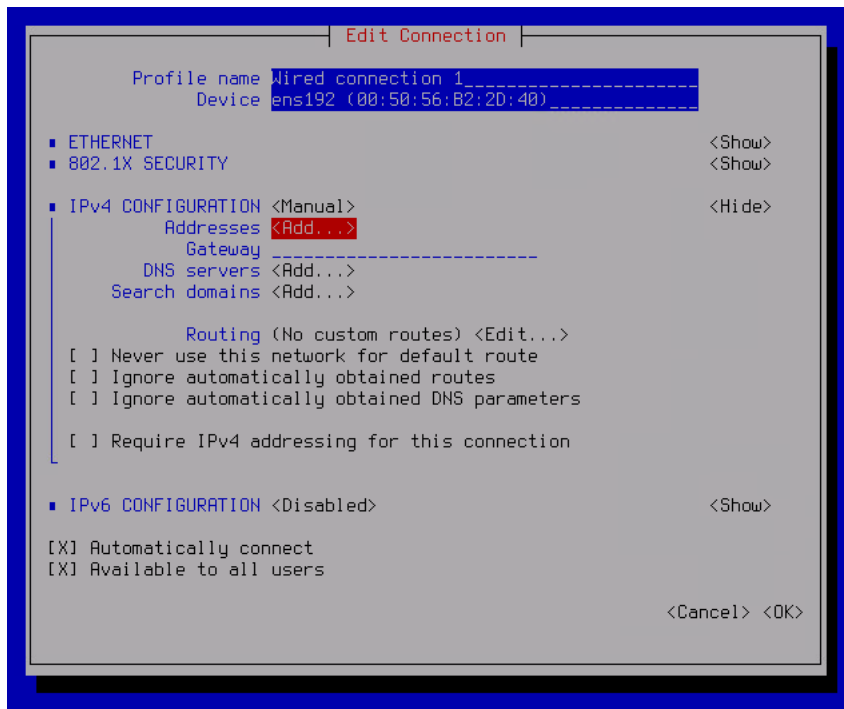 Edit Connection
Profile name Wired connection 1
Device ens192 (00:50:56:B2:2D:40)
ETHERNET <Show>
802.1X SECURITY <Show>
IPv4 CONFIGURATION <Manual> <Hide>
Addresses <Add...>
Gateway
DNS servers <Add...>
Search domains <Add...>
Routing (No custom routes) <Edit...>
[ ] Never use this network for default route
[ ] Ignore automatically obtained routes
[ ] Ignore automatically obtained DNS parameters
[ ] Require IPv4 addressing for this connection
IPv6 CONFIGURATION <Disabled> <Show>
[X] Automatically connect
[X] Available to all users
<Cancel> <OK>